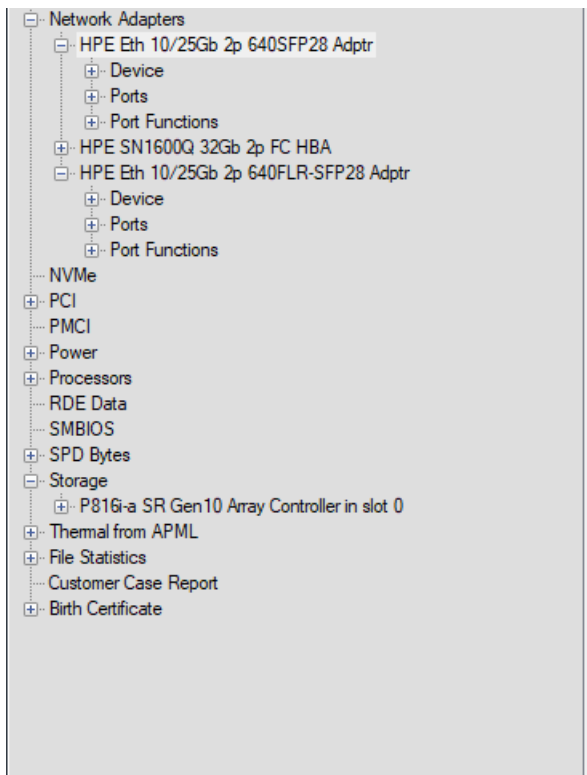 Network Adapters
HPE Eth 10/25Gb 2p 640SFP28 Adptr
Device
Ports
Port Functions
HPE SN1600Q 32Gb 2p FC HBA
HPE Eth 10/25Gb 2p 640FLR-SFP28 Adptr
Device
Ports
Port Functions
NVMe
PCI
PMCI
Power
Processors
RDE Data
SMBIOS
SPD Bytes
Storage
P816i-a SR Gen10 Array Controller in slot 0
Thermal from APML
File Statistics
Customer Case Report
Birth Certificate